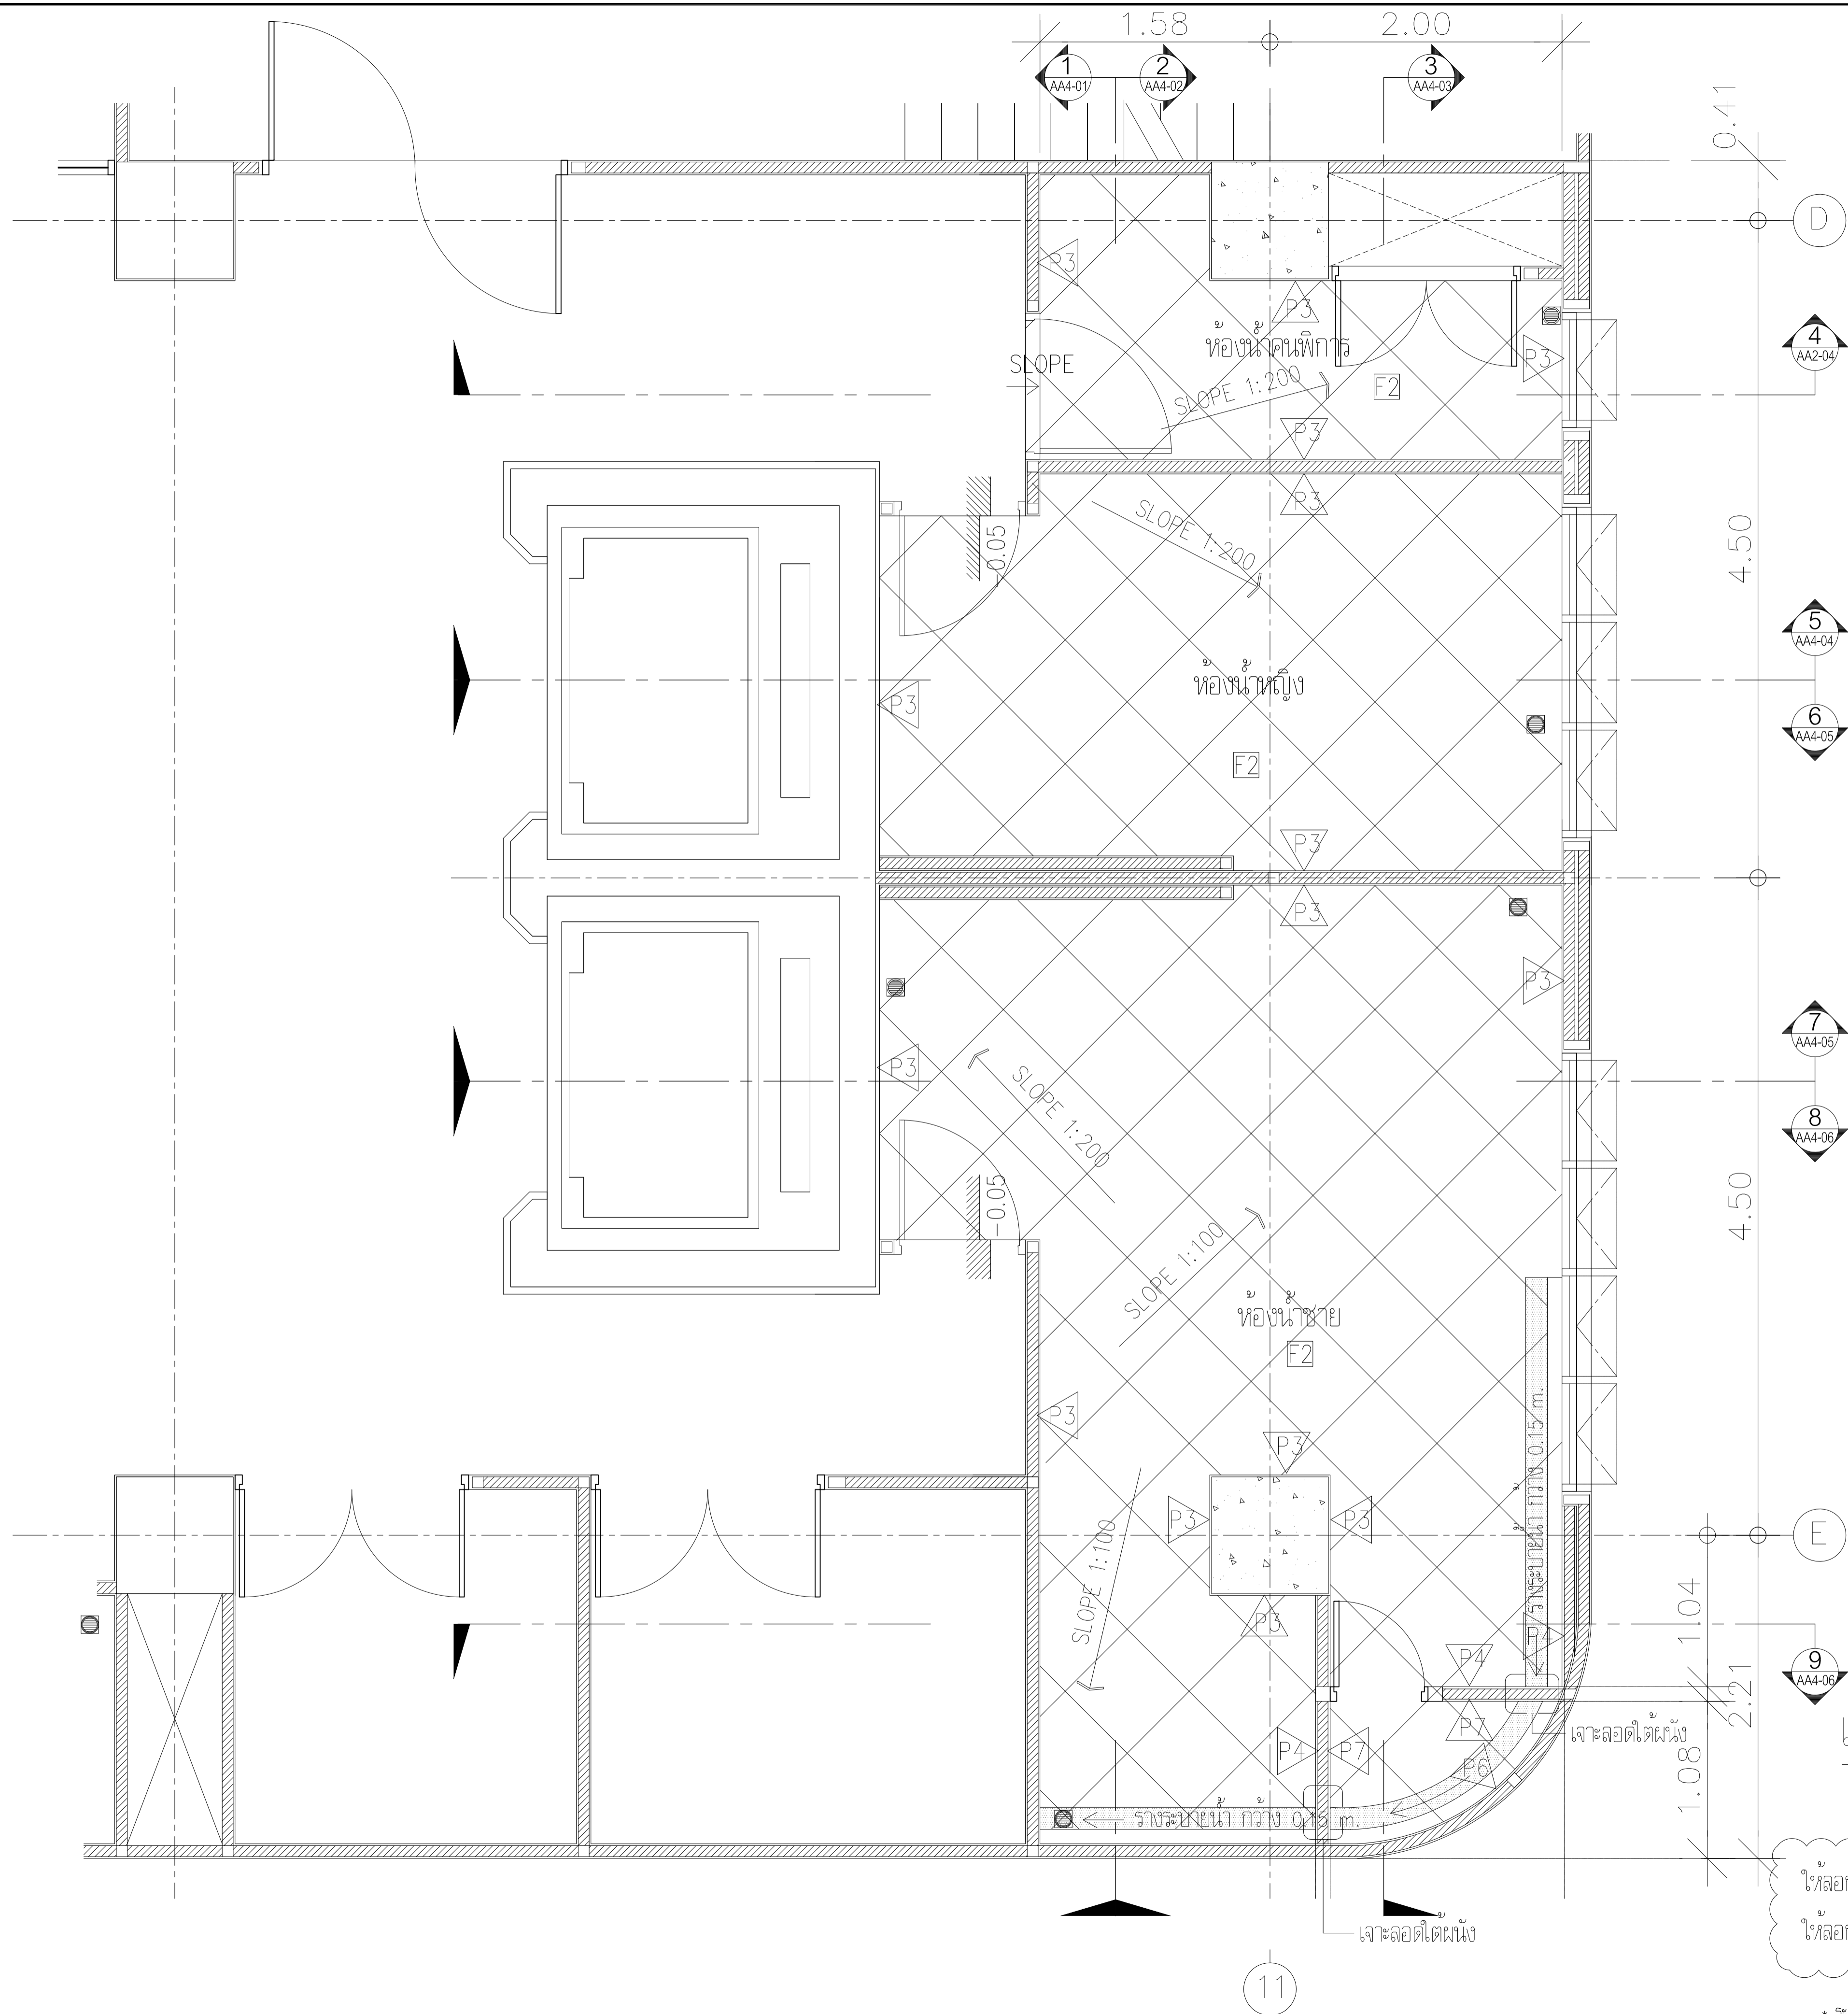 1.58
2.00
1
AA4-01
2
AA4-02
3
AA4-03
0.41
D
P3
P3
ห้องน้ำคนพิการ
P3
SLOPE
SLOPE 1:200
F2
4
AA2-04
P3
P3
SLOPE 1:200
-0.05
4.50
5
AA4-04
ห้องน้ำหญิง
P3
6
AA4-05
F2
P3
P3
P3
7
AA4-05
P3
SLOPE 1:200
8
AA4-06
-0.05
4.50
SLOPE 1:100
ห้องน้ำชาย
F2
P3
P3
รางระบายน้ำ กว้าง 0.15 m.
P3
P3
E
SLOPE 1:100
P3
1.04
P4
P4
9
AA4-06
2.21
P7
เจาะลอดใต้ผนัง
P4
P7
P6
1.08
รางระบายน้ำ กว้าง 0.15 m.
เจาะลอดใต้ผนัง
11